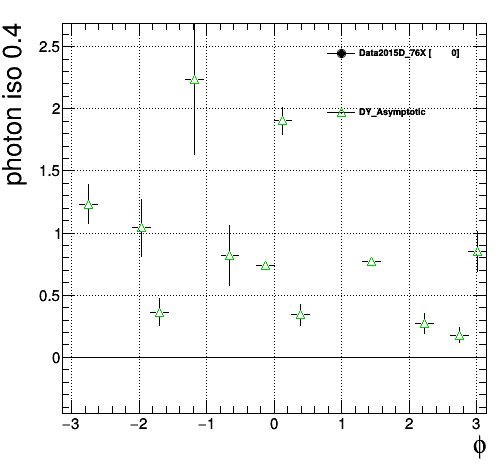 photon iso 0.4
2.5
2
1.5
1
0.5
0
Data2015D_76X [ 0]
DY_Asymptotic
−3 −2 −1 0 1 2 3
ϕ